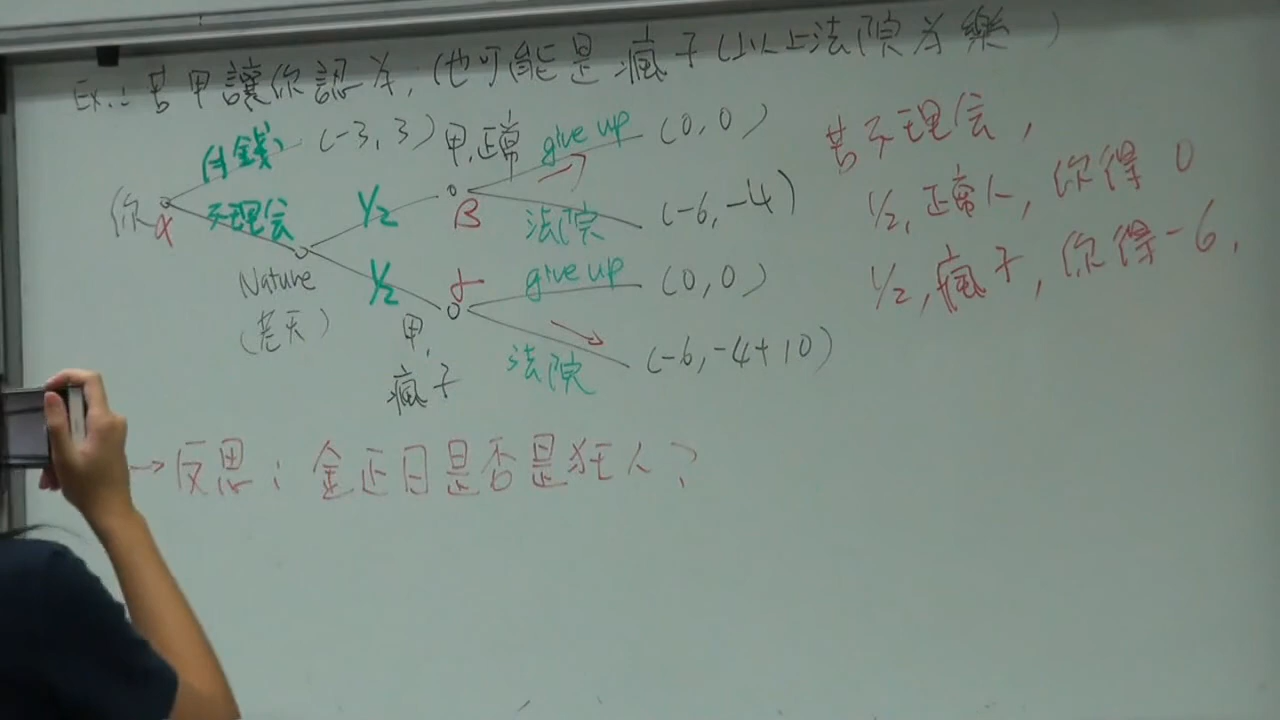 Ex.: 若甲讓你認為, (也可能是瘋子(以上法院為樂)
付錢 (-3, 3)
你 α 不理会
Nature
(老天)
1/2
1/2
甲,正常 β
give up (0, 0)
法院 (-6, -4)
甲,瘋子 γ
give up (0, 0)
法院 (-6, -4+10)
若不理会,
1/2, 正常人, 你得 0
1/2, 瘋子, 你得-6,
→反思: 金正日是否是狂人?